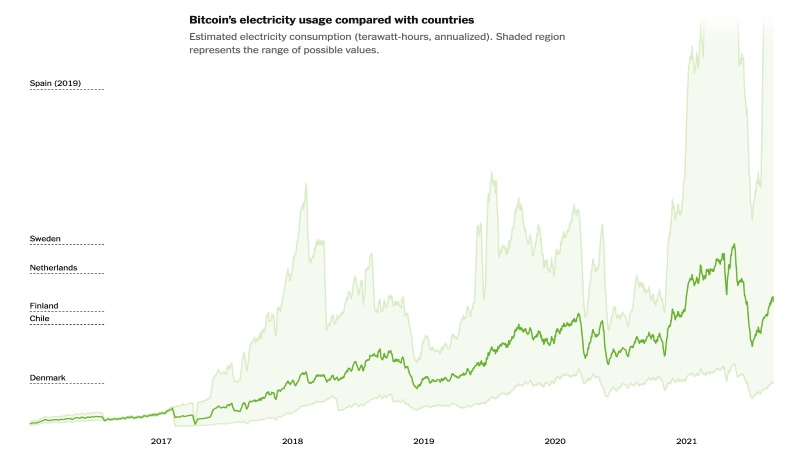 Bitcoin’s electricity usage compared with countries
Estimated electricity consumption (terawatt-hours, annualized). Shaded region
represents the range of possible values.
Spain (2019)
Sweden
Netherlands
Finland
Chile
Denmark
2017 2018 2019 2020 2021